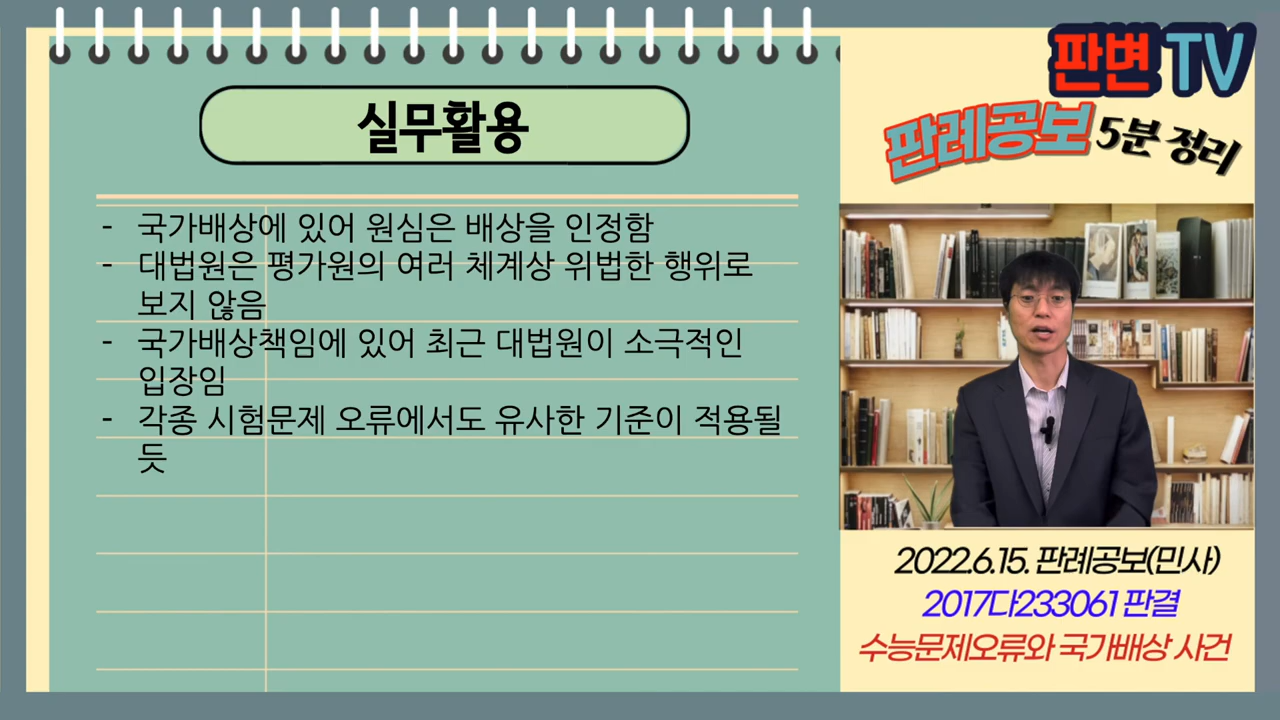 실무활용
- 국가배상에 있어 원심은 배상을 인정함
- 대법원은 평가원의 여러 체계상 위법한 행위로
보지 않음
- 국가배상책임에 있어 최근 대법원이 소극적인
입장임
- 각종 시험문제 오류에서도 유사한 기준이 적용될
듯
판변 TV
판례공보 5분 정리
2022.6.15. 판례공보(민사)
2017다233061 판결
수능문제오류와 국가배상 사건